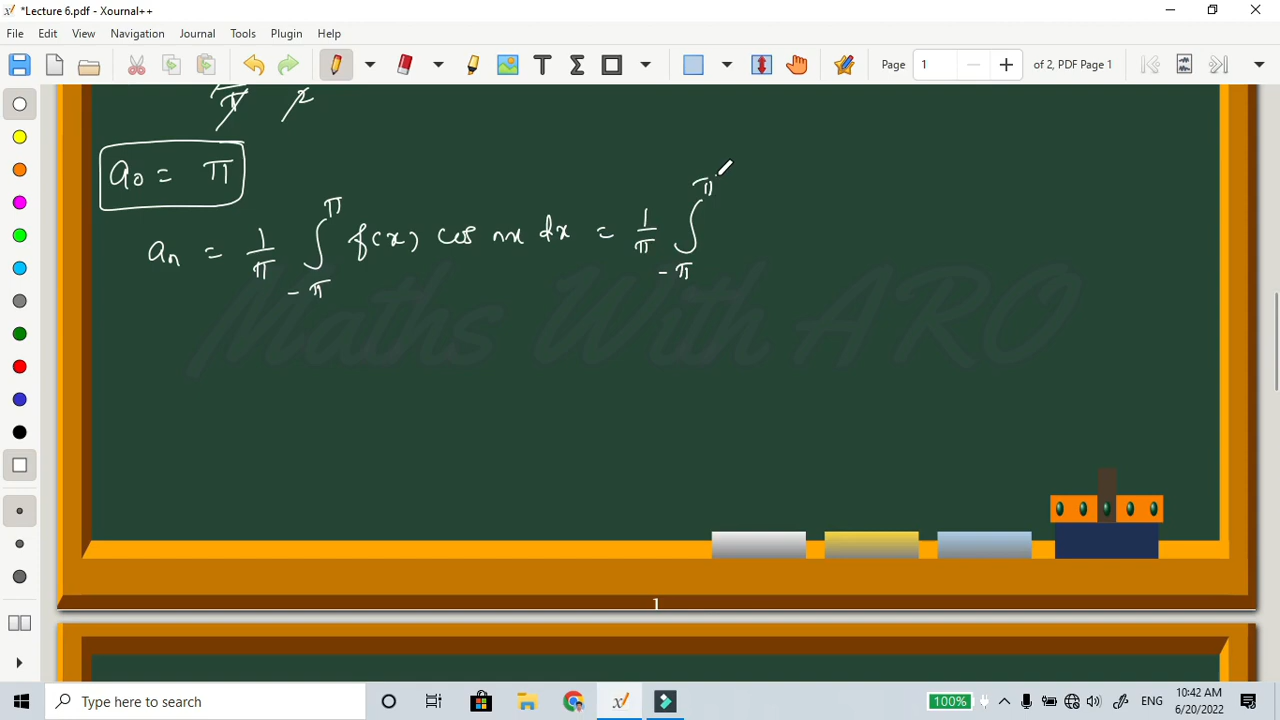 *Lecture 6.pdf - Xournal++
File Edit View Navigation Journal Tools Plugin Help
Page 1 of 2, PDF Page 1
π 2
a₀ = π
aₙ = 1/π ∫_{-π}^{π} f(x) cos nx dx = 1/π ∫_{-π}^{π}
Maths With ARO
1
Type here to search
100%
ENG
10:42 AM
6/20/2022